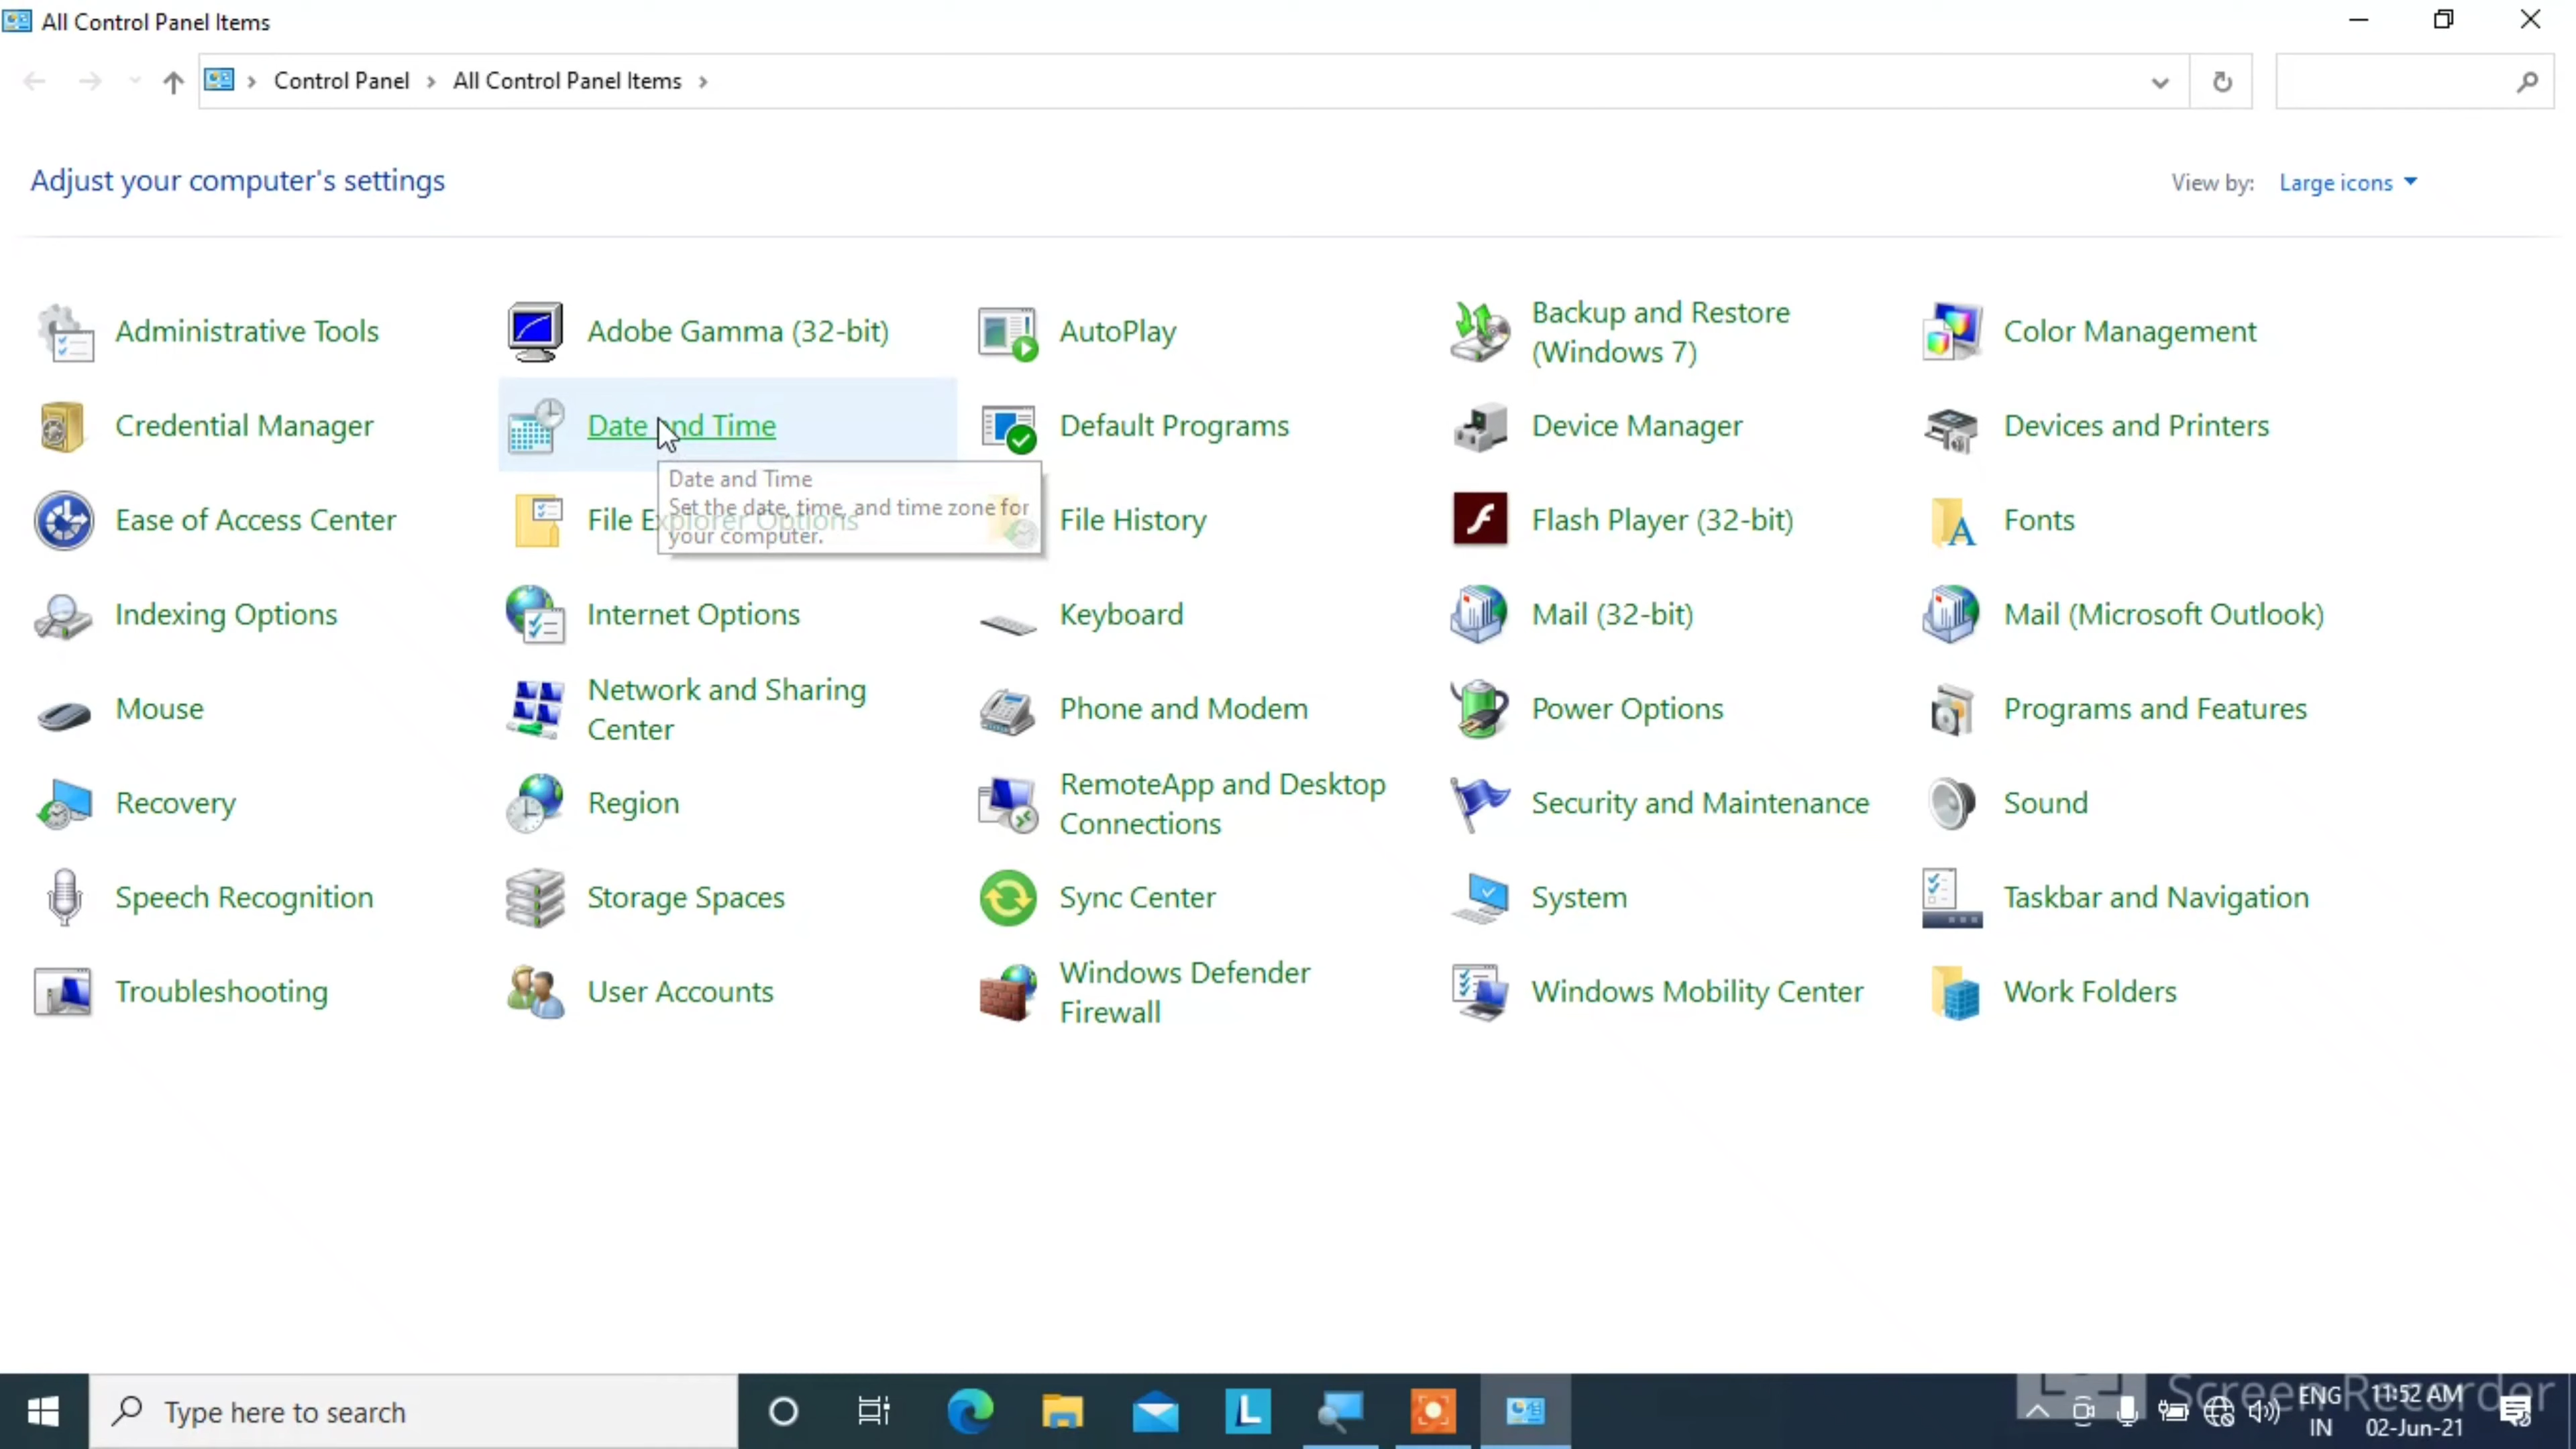 All Control Panel Items
Control Panel
All Control Panel Items
Adjust your computer's settings
View by:
Large icons
Administrative Tools
Adobe Gamma (32-bit)
AutoPlay
Backup and Restore
(Windows 7)
Color Management
Credential Manager
Date and Time
Default Programs
Device Manager
Devices and Printers
Date and Time
Set the date, time, and time zone for
your computer.
Ease of Access Center
File Explorer Options
File History
Flash Player (32-bit)
Fonts
Indexing Options
Internet Options
Keyboard
Mail (32-bit)
Mail (Microsoft Outlook)
Mouse
Network and Sharing
Center
Phone and Modem
Power Options
Programs and Features
Recovery
Region
RemoteApp and Desktop
Connections
Security and Maintenance
Sound
Speech Recognition
Storage Spaces
Sync Center
System
Taskbar and Navigation
Troubleshooting
User Accounts
Windows Defender
Firewall
Windows Mobility Center
Work Folders
Type here to search
Screen Recorder
ENG
IN
11:52 AM
02-Jun-21